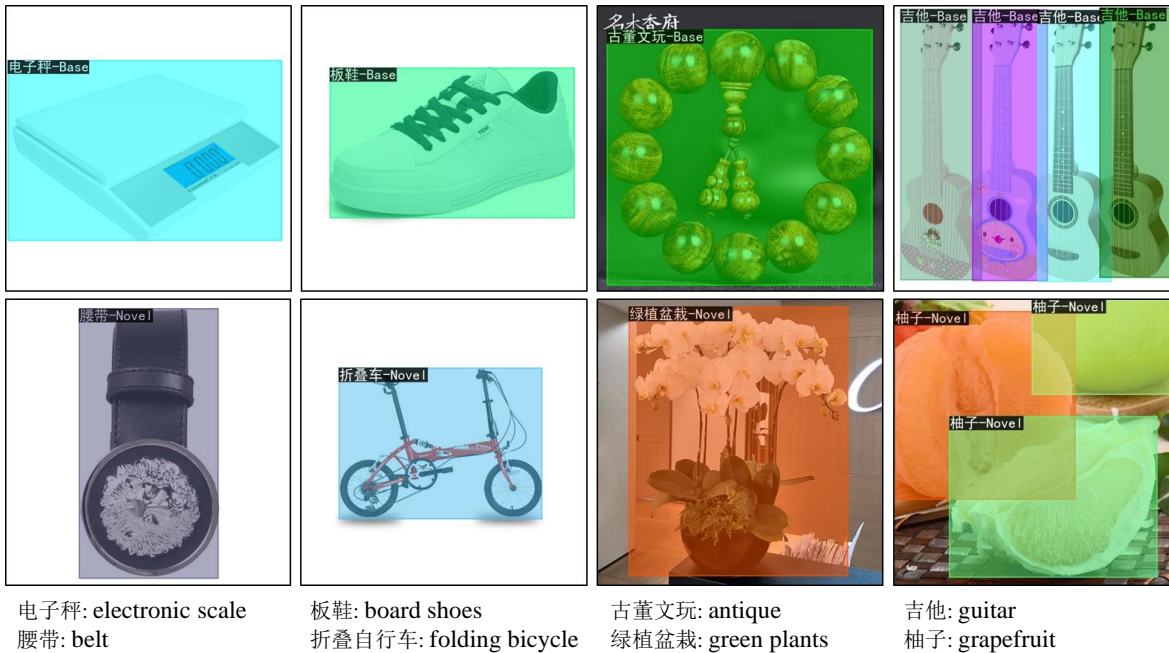 电子秤-Base
板鞋-Base
名木杳府
古董文玩-Base
吉他-Base
吉他-Base
吉他-Base
吉他-Base
腰带-Novel
折叠车-Novel
绿植盆栽-Novel
柚子-Novel
柚子-Novel
柚子-Novel
电子秤: electronic scale
腰带: belt
板鞋: board shoes
折叠自行车: folding bicycle
古董文玩: antique
绿植盆栽: green plants
吉他: guitar
柚子: grapefruit